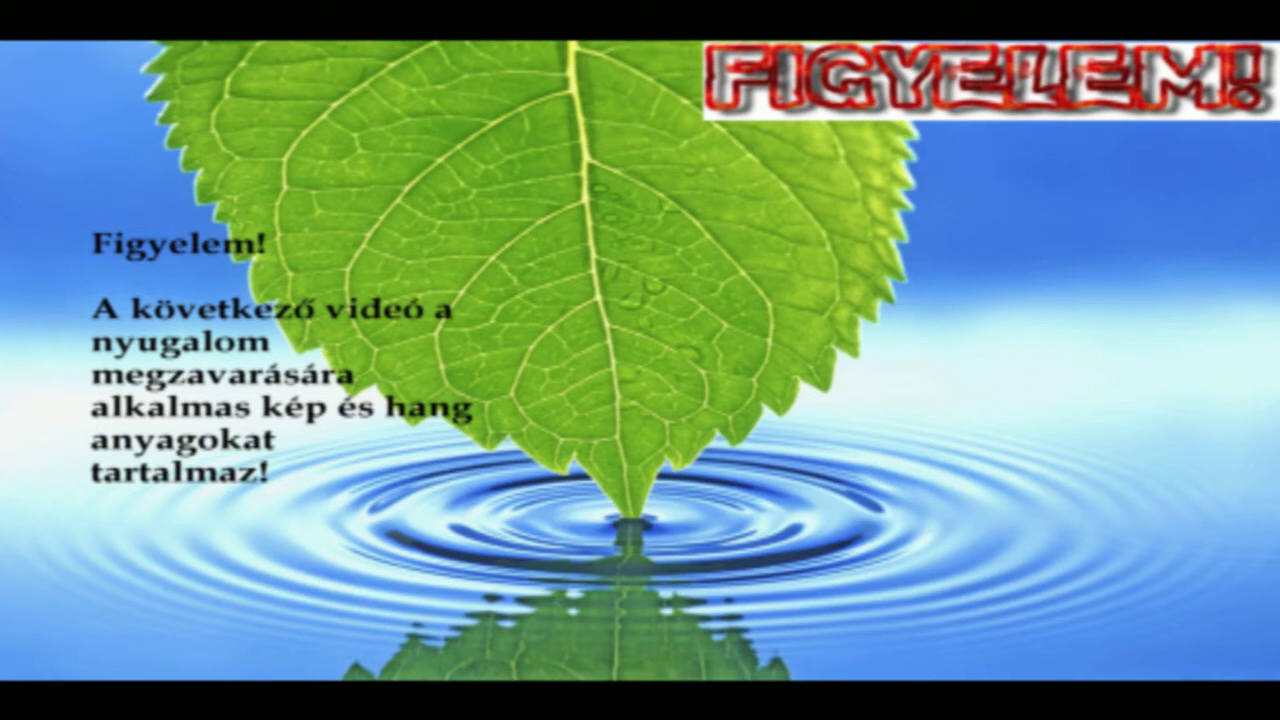 FIGYELEM!
Figyelem!
A következő videó a
nyugalom
megzavarására
alkalmas kép és hang
anyagokat
tartalmaz!